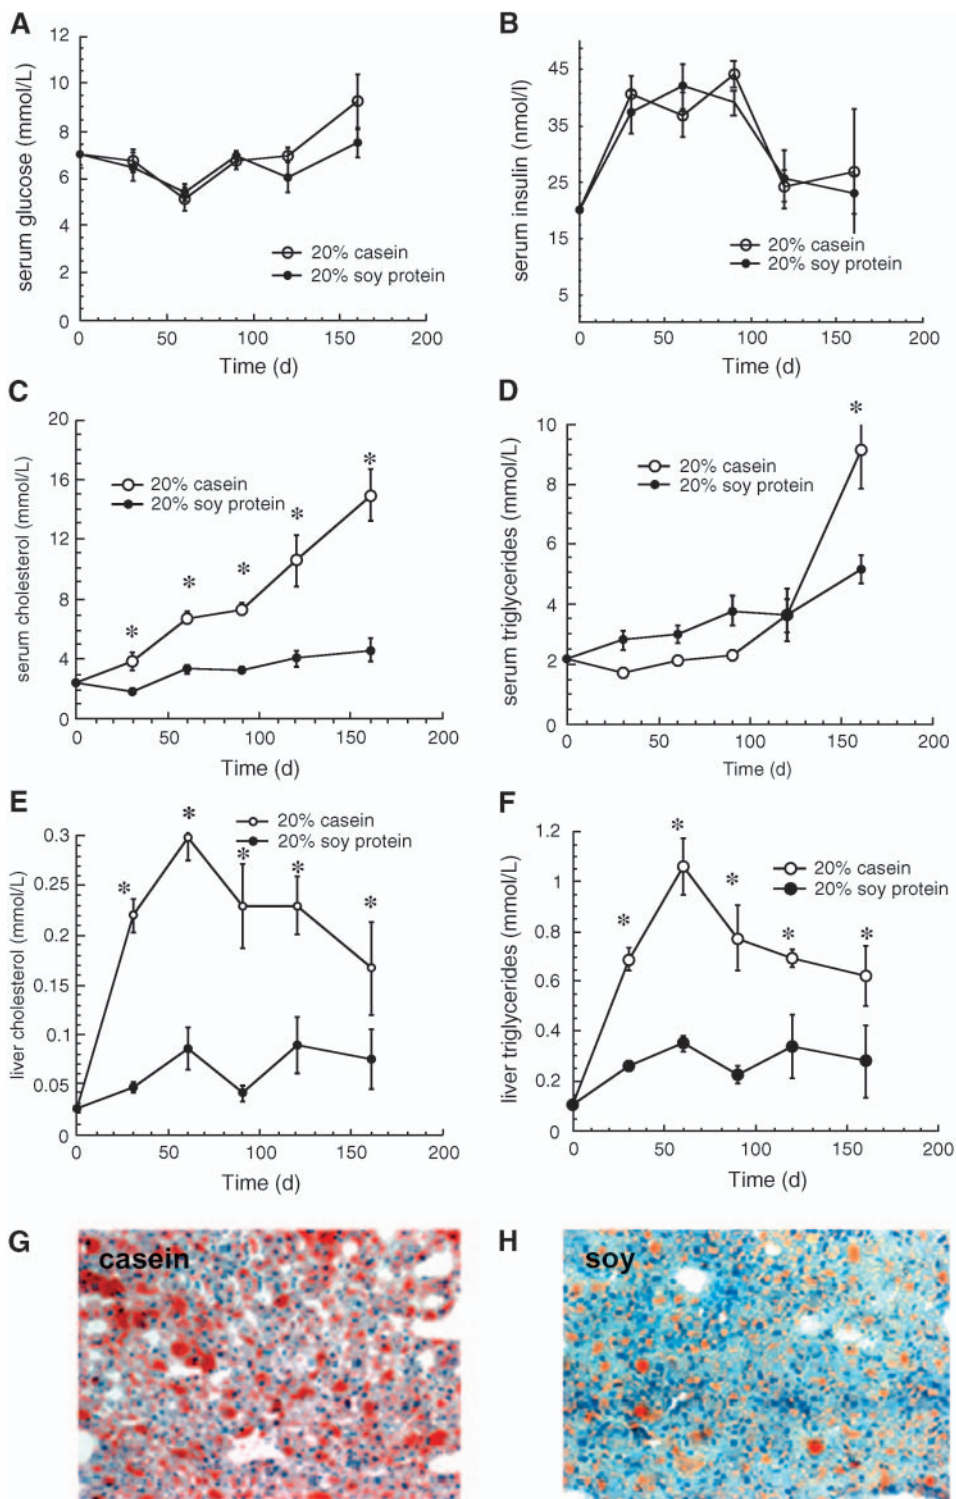 A
serum glucose (mmol/L)
12
10
8
6
4
2
0
20% casein
20% soy protein
0
50
100
150
200
Time (d)
B
serum insulin (nmol/l)
45
35
25
15
5
20% casein
20% soy protein
0
50
100
150
200
Time (d)
C
serum cholesterol (mmol/L)
20
16
12
8
4
0
20% casein
20% soy protein
*
*
*
*
*
0
50
100
150
200
Time (d)
D
serum triglycerides (mmol/L)
10
8
6
4
2
0
20% casein
20% soy protein
*
0
50
100
150
200
Time (d)
E
liver cholesterol (mmol/L)
0.3
0.25
0.2
0.15
0.1
0.05
0
20% casein
20% soy protein
*
*
*
*
*
0
50
100
150
200
Time (d)
F
liver triglycerides (mmol/L)
1.2
1
0.8
0.6
0.4
0.2
0
20% casein
20% soy protein
*
*
*
*
*
0
50
100
150
200
Time (d)
G
casein
H
soy